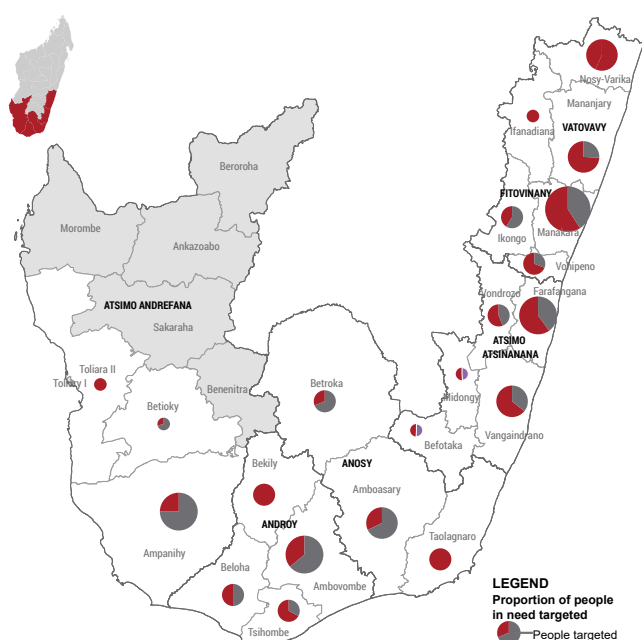 Nosy-Varika
Mananjary
Ifanadiana
VATOVAVY
Beroroha
FITOVINANY
Morombe
Manakara
Ikongo
Ankazoabo
Vohipeno
Vondrozo
Farafangana
ATSIMO ANDREFANA
Sakaraha
ATSIMO
ATSINANANA
Toliara II
Toliary I
Benenitra
Betroka
Midongy
Betioky
Befotaka
Vangaindrano
Bekily
ANOSY
Amboasary
Ampanihy
ANDROY
Taolagnaro
Beloha
Ambovombe
Tsihombe
LEGEND
Proportion of people
in need targeted
People targeted